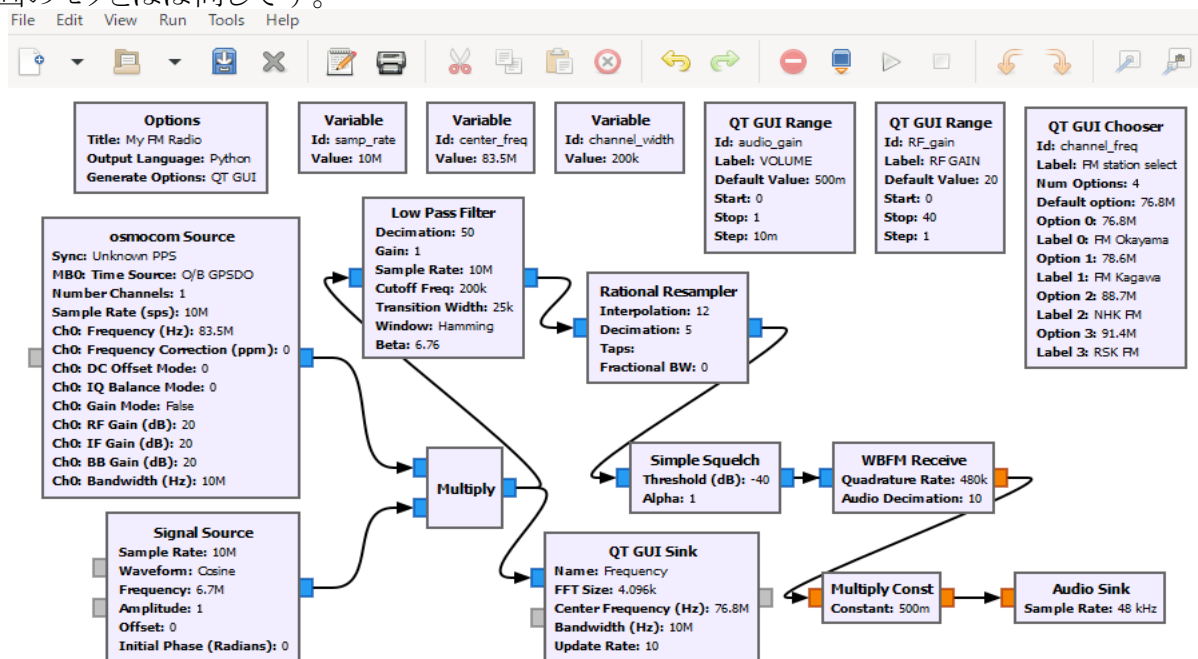 File Edit View Run Tools Help
Options
Title: My FM Radio
Output Language: Python
Generate Options: QT GUI
Variable
Id: samp_rate
Value: 10M
Variable
Id: center_freq
Value: 83.5M
Variable
Id: channel_width
Value: 200k
QT GUI Range
Id: audio_gain
Label: VOLUME
Default Value: 500m
Start: 0
Stop: 1
Step: 10m
QT GUI Range
Id: RF_gain
Label: RF GAIN
Default Value: 20
Start: 0
Stop: 40
Step: 1
QT GUI Chooser
Id: channel_freq
Label: FM station select
Num Options: 4
Default option: 76.8M
Option 0: 76.8M
Label 0: FM Okayama
Option 1: 78.6M
Label 1: FM Kagawa
Option 2: 88.7M
Label 2: NHK FM
Option 3: 91.4M
Label 3: RSK FM
osmocom Source
Sync: Unknown PPS
MB0: Time Source: O/B GPSDO
Number Channels: 1
Sample Rate (sps): 10M
Ch0: Frequency (Hz): 83.5M
Ch0: Frequency Correction (ppm): 0
Ch0: DC Offset Mode: 0
Ch0: IQ Balance Mode: 0
Ch0: Gain Mode: False
Ch0: RF Gain (dB): 20
Ch0: IF Gain (dB): 20
Ch0: BB Gain (dB): 20
Ch0: Bandwidth (Hz): 10M
Low Pass Filter
Decimation: 50
Gain: 1
Sample Rate: 10M
Cutoff Freq: 200k
Transition Width: 25k
Window: Hamming
Beta: 6.76
Rational Resampler
Interpolation: 12
Decimation: 5
Taps:
Fractional BW: 0
Multiply
Simple Squelch
Threshold (dB): -40
Alpha: 1
WBFM Receive
Quadrature Rate: 480k
Audio Decimation: 10
Signal Source
Sample Rate: 10M
Waveform: Cosine
Frequency: 6.7M
Amplitude: 1
Offset: 0
Initial Phase (Radians): 0
QT GUI Sink
Name: Frequency
FFT Size: 4.096k
Center Frequency (Hz): 76.8M
Bandwidth (Hz): 10M
Update Rate: 10
Multiply Const
Constant: 500m
Audio Sink
Sample Rate: 48 kHz